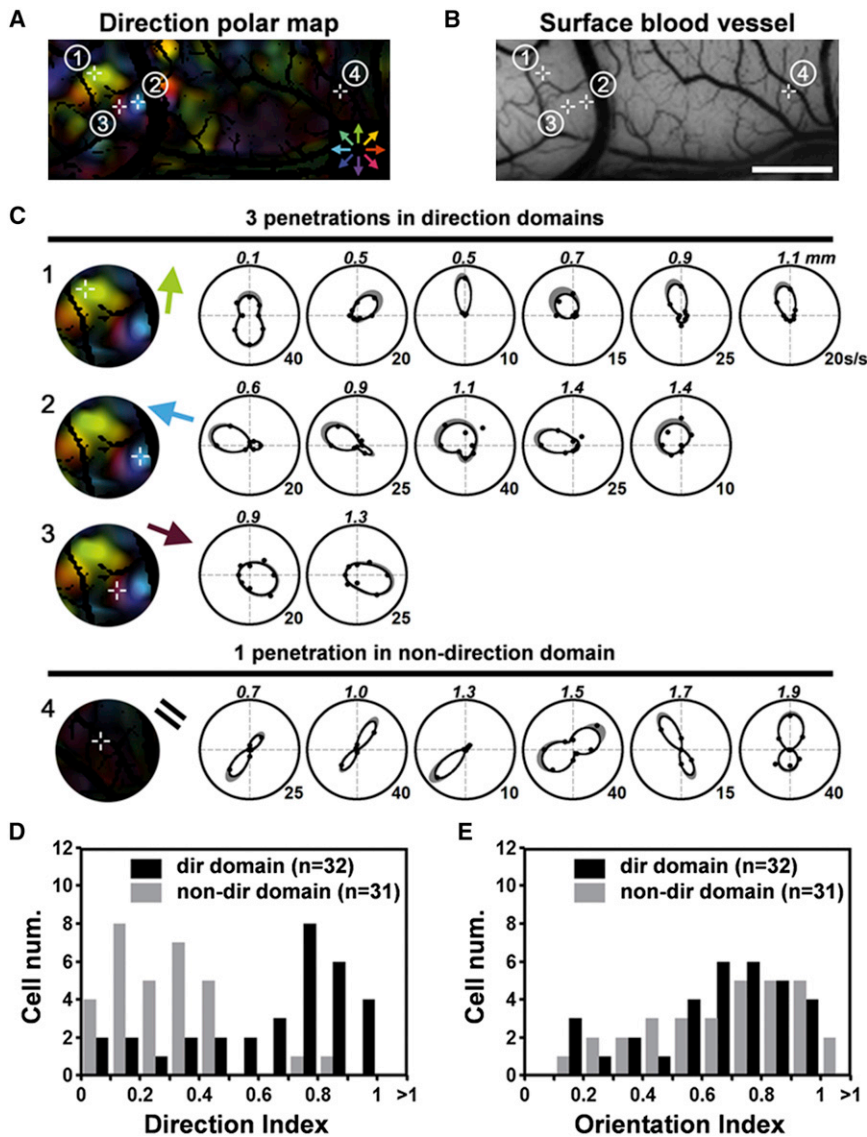 A Direction polar map
1
2
3
4
B Surface blood vessel
1
2
3
4
C
3 penetrations in direction domains
1
0.1 0.5 0.5 0.7 0.9 1.1 mm
40 20 10 15 25 20s/s
2
0.6 0.9 1.1 1.4 1.4
20 25 40 25 10
3
0.9 1.3
20 25
1 penetration in non-direction domain
4
0.7 1.0 1.3 1.5 1.7 1.9
25 40 10 40 15 40
D
12
10
8
6
4
2
0
Cell num.
dir domain (n=32)
non-dir domain (n=31)
0 0.2 0.4 0.6 0.8 1 >1
Direction Index
E
12
10
8
6
4
2
0
Cell num.
dir domain (n=32)
non-dir domain (n=31)
0 0.2 0.4 0.6 0.8 1 >1
Orientation Index